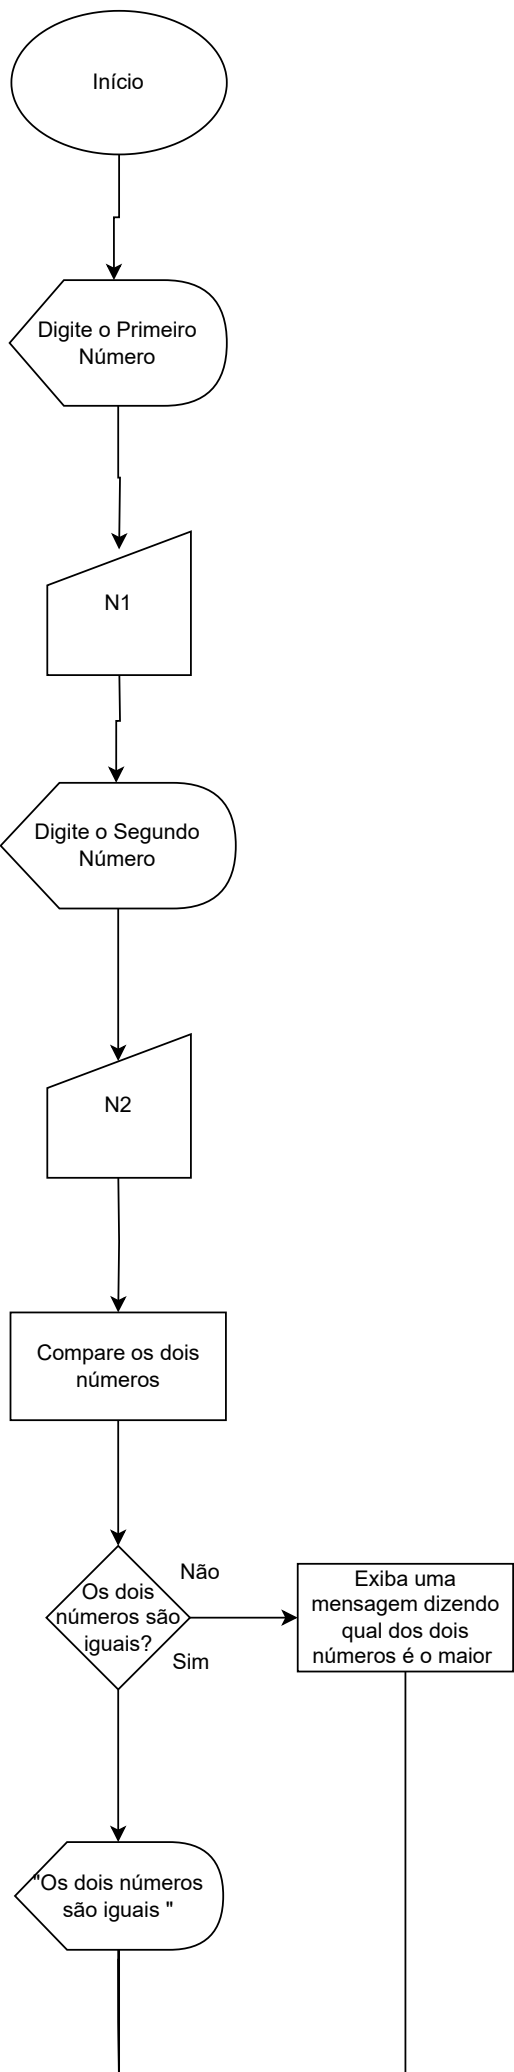 Início
Digite o Primeiro
Número
N1
Digite o Segundo
Número
N2
Compare os dois
números
Os dois
números são
iguais?
Não
Sim
Exiba uma
mensagem dizendo
qual dos dois
números é o maior
"Os dois números
são iguais "